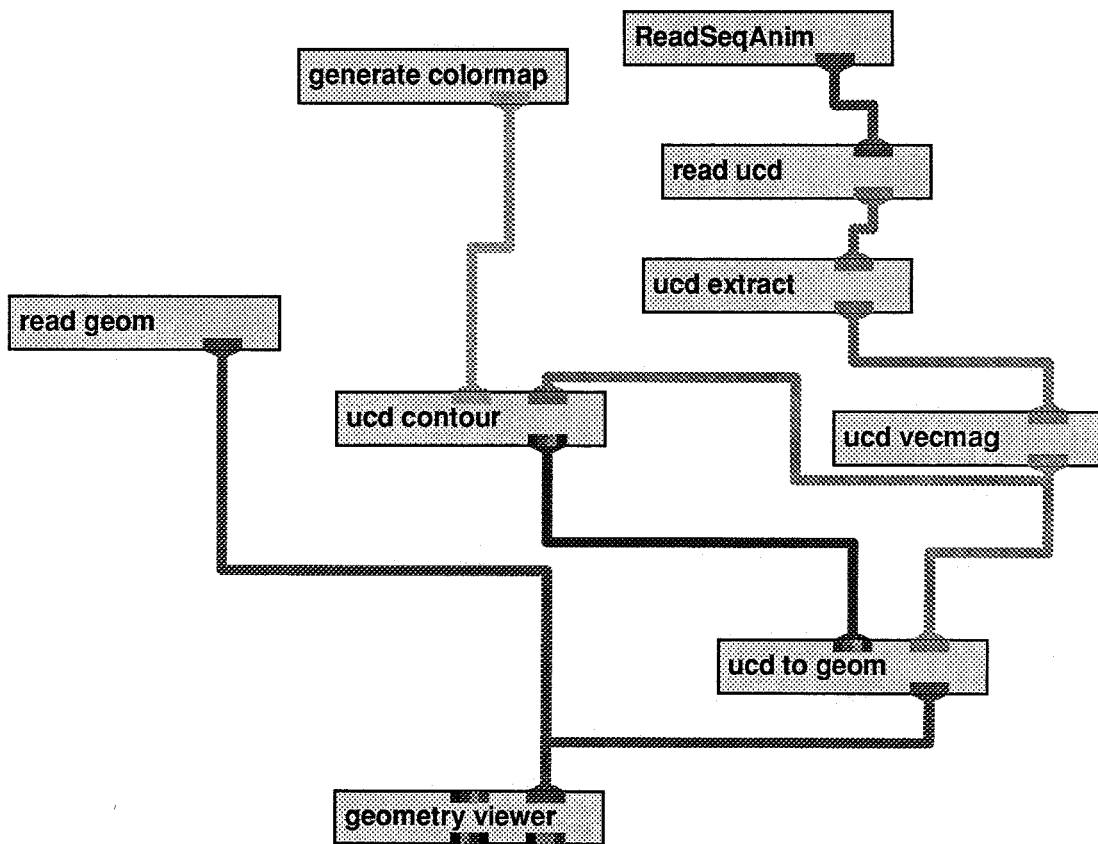 ReadSeqAnim
generate colormap
read ucd
ucd extract
read geom
ucd contour
ucd vecmag
ucd to geom
geometry viewer